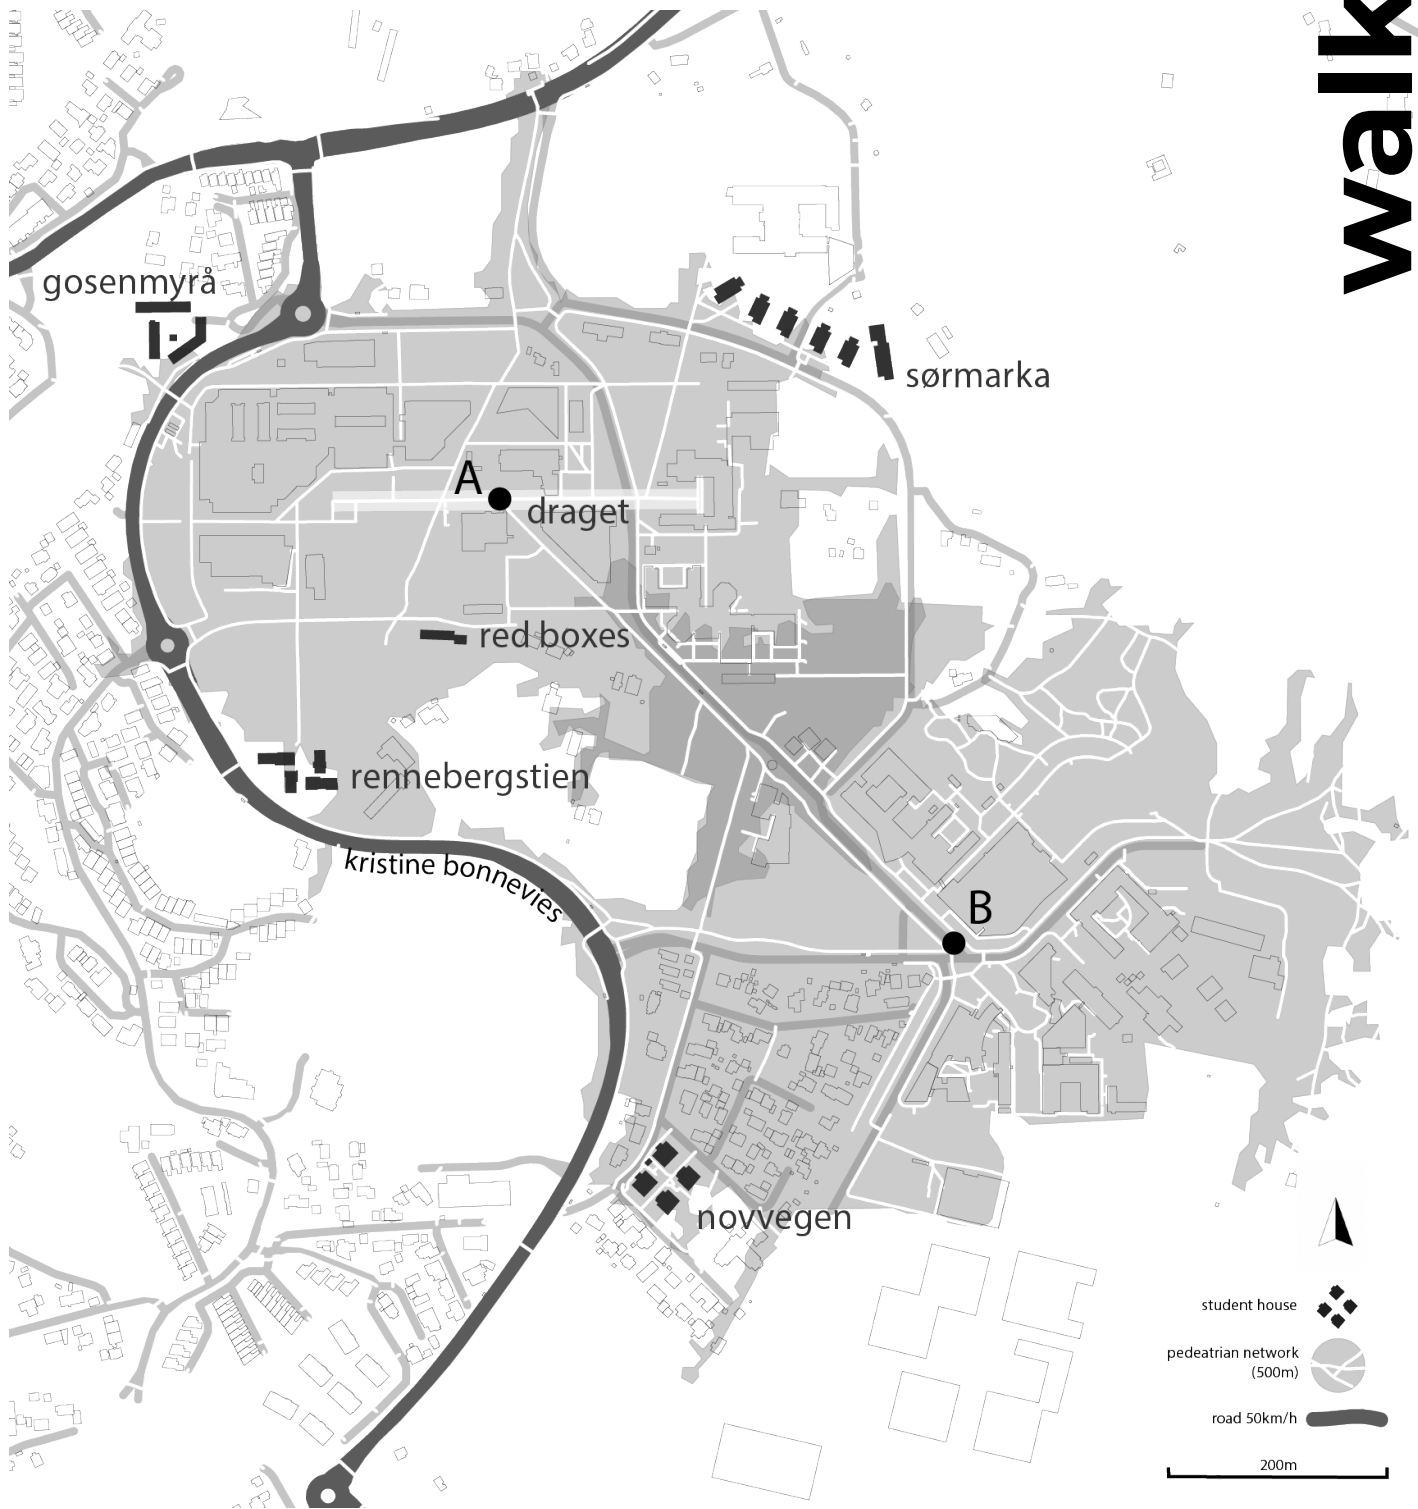 walk
gosenmyrå
sørmarka
A
draget
red boxes
rennebergstien
kristine bonnevies
B
novvegen
student house
pedeatrian network
(500m)
road 50km/h
200m